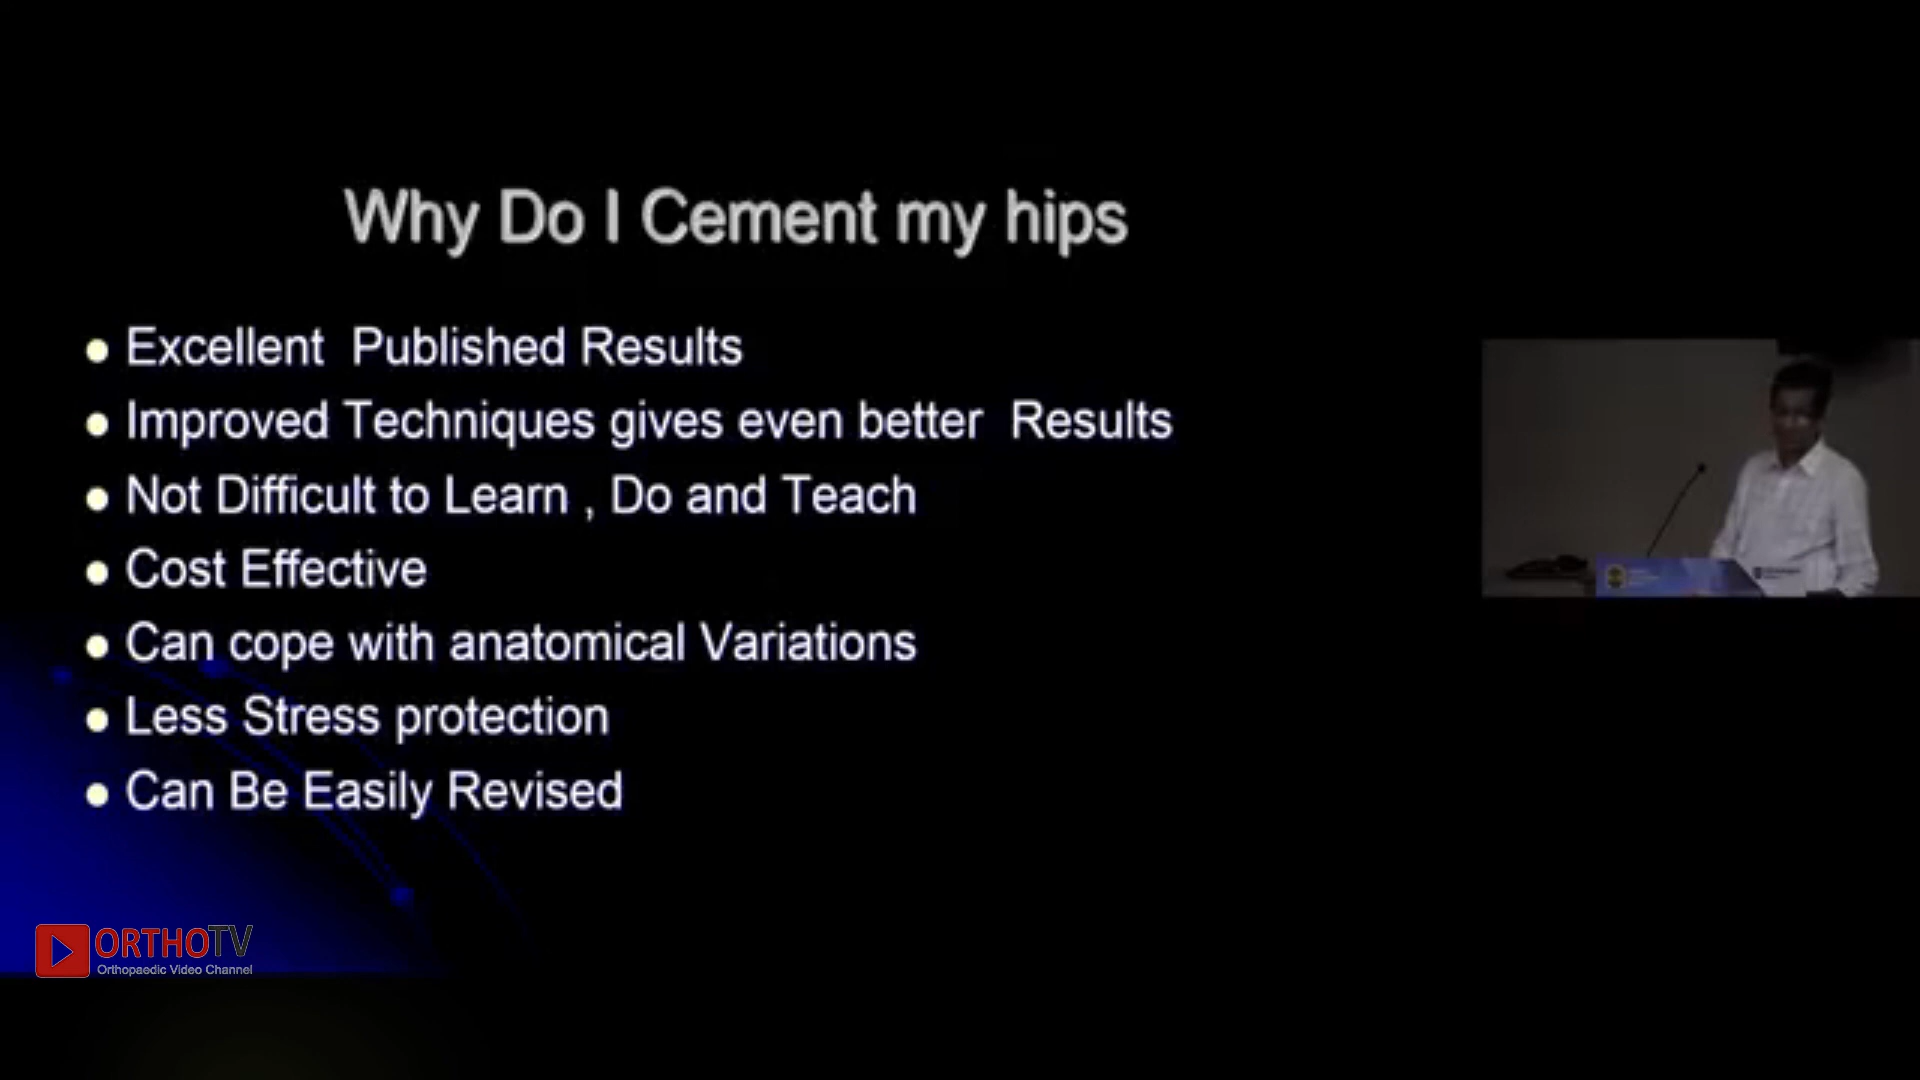 Why Do I Cement my hips
Excellent Published Results
Improved Techniques gives even better Results
Not Difficult to Learn , Do and Teach
Cost Effective
Can cope with anatomical Variations
Less Stress protection
Can Be Easily Revised
ORTHOTV
Orthopaedic Video Channel